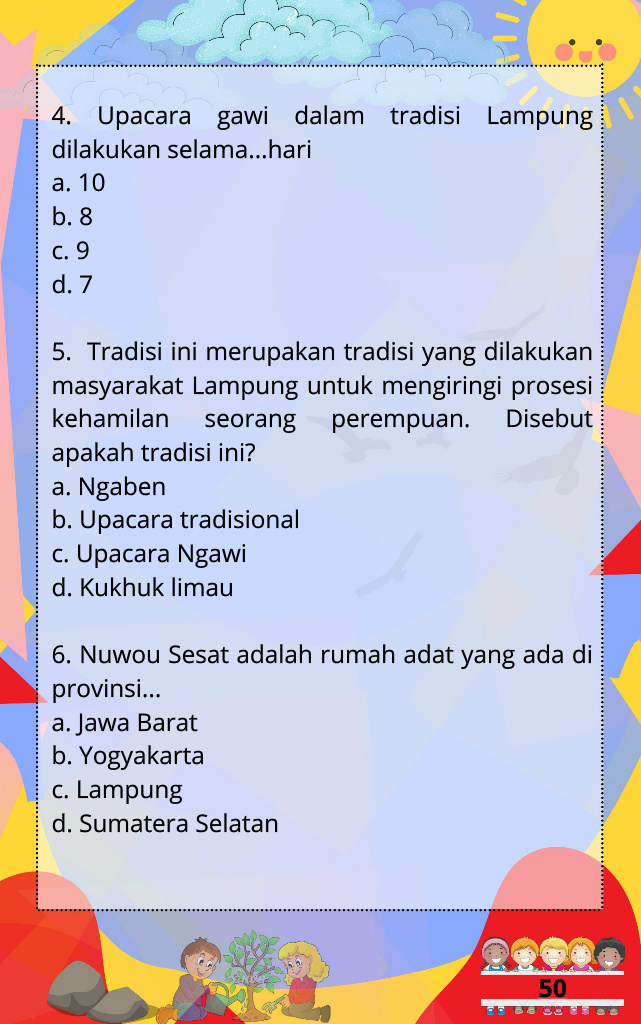 4. Upacara gawi dalam tradisi Lampung
dilakukan selama...hari
a. 10
b. 8
c. 9
d. 7
5. Tradisi ini merupakan tradisi yang dilakukan
masyarakat Lampung untuk mengiringi prosesi
kehamilan seorang perempuan. Disebut
apakah tradisi ini?
a. Ngaben
b. Upacara tradisional
c. Upacara Ngawi
d. Kukhuk limau
6. Nuwou Sesat adalah rumah adat yang ada di
provinsi...
a. Jawa Barat
b. Yogyakarta
c. Lampung
d. Sumatera Selatan
50